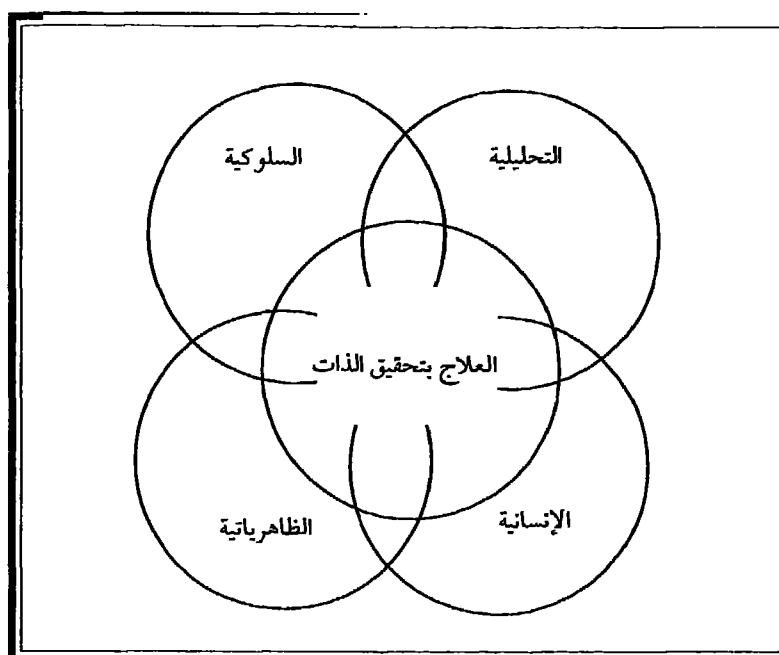 التحليلية
السلوكية
العلاج بتحقيق الذات
الإنسانية
الظاهرياتية